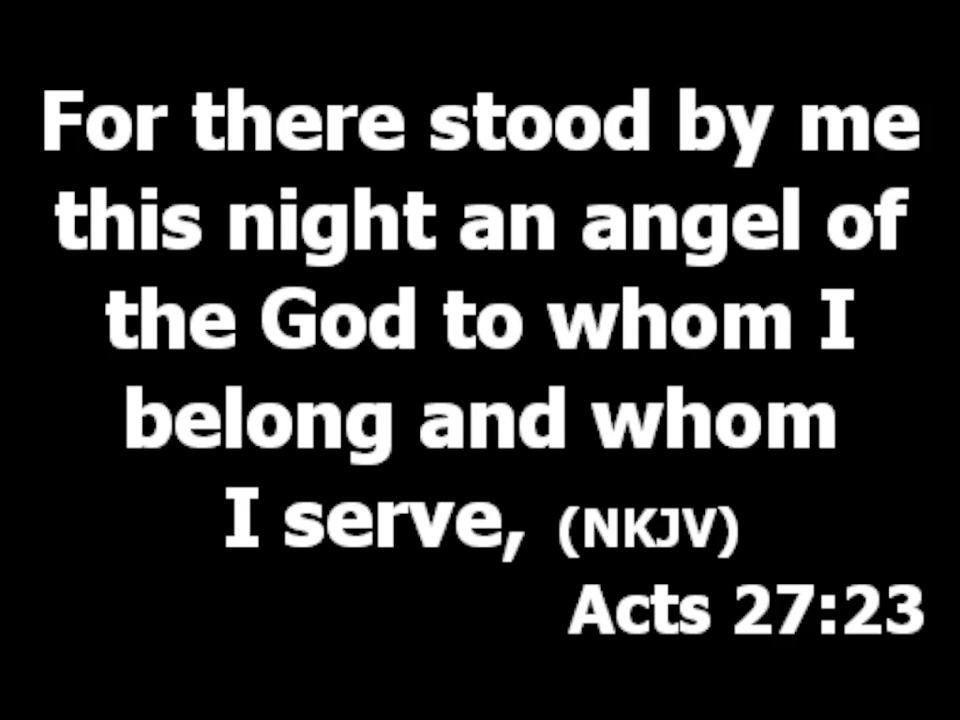 For there stood by me
this night an angel of
the God to whom I
belong and whom
I serve, (NKJV)
Acts 27:23